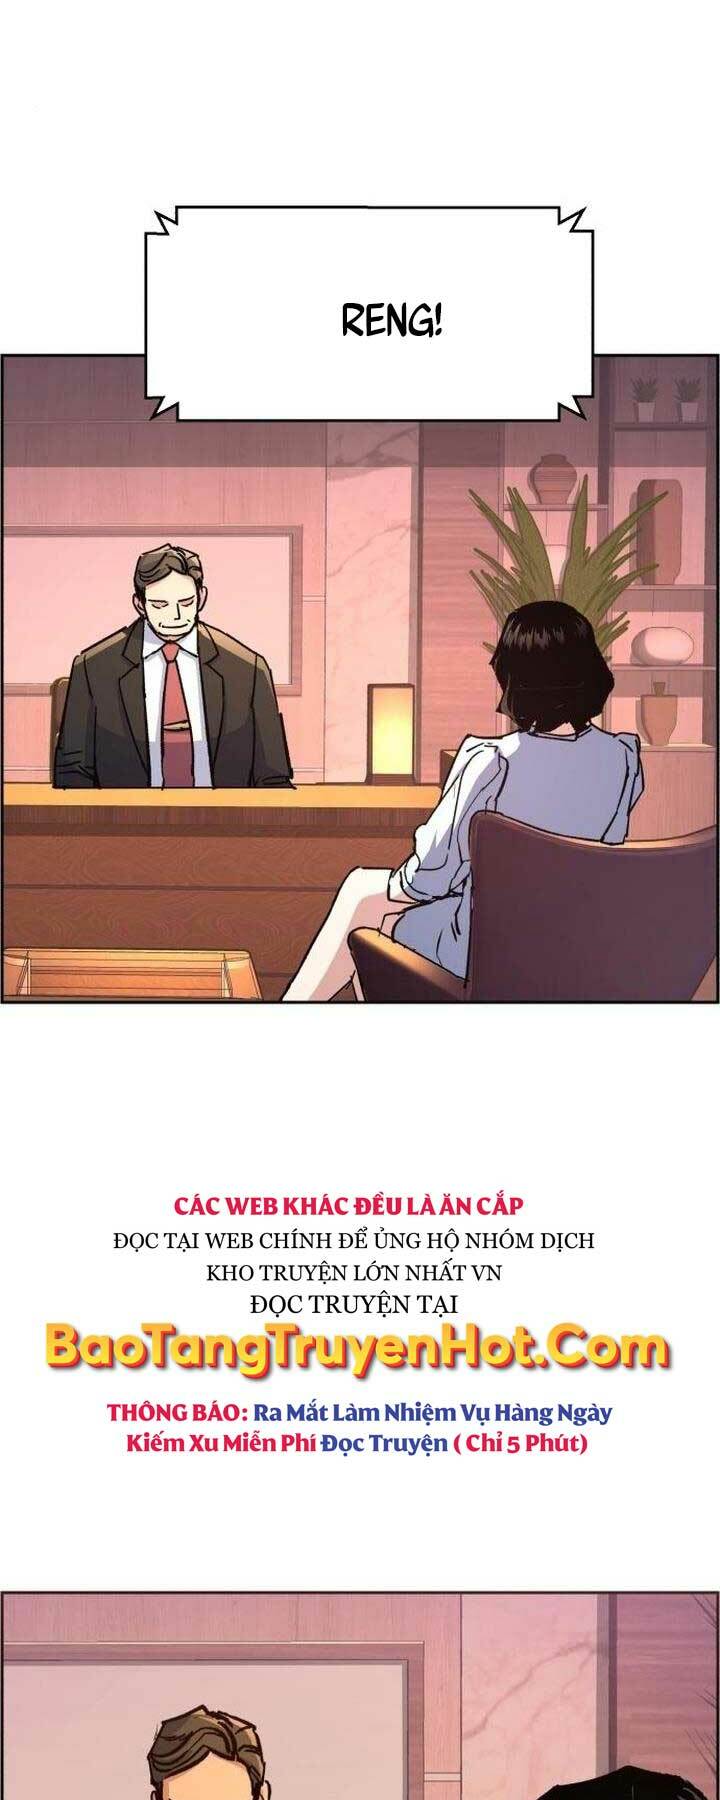 RENG!
CÁC WEB KHÁC ĐỀU LÀ ĂN CẮP
ĐỌC TẠI WEB CHÍNH ĐỂ ỦNG HỘ NHÓM DỊCH
KHO TRUYỆN LỚN NHẤT VN
ĐỌC TRUYỆN TẠI
BaoTangTruyenHot.Com
THÔNG BÁO: Ra Mắt Làm Nhiệm Vụ Hàng Ngày
Kiếm Xu Miễn Phí Đọc Truyện ( Chỉ 5 Phút)